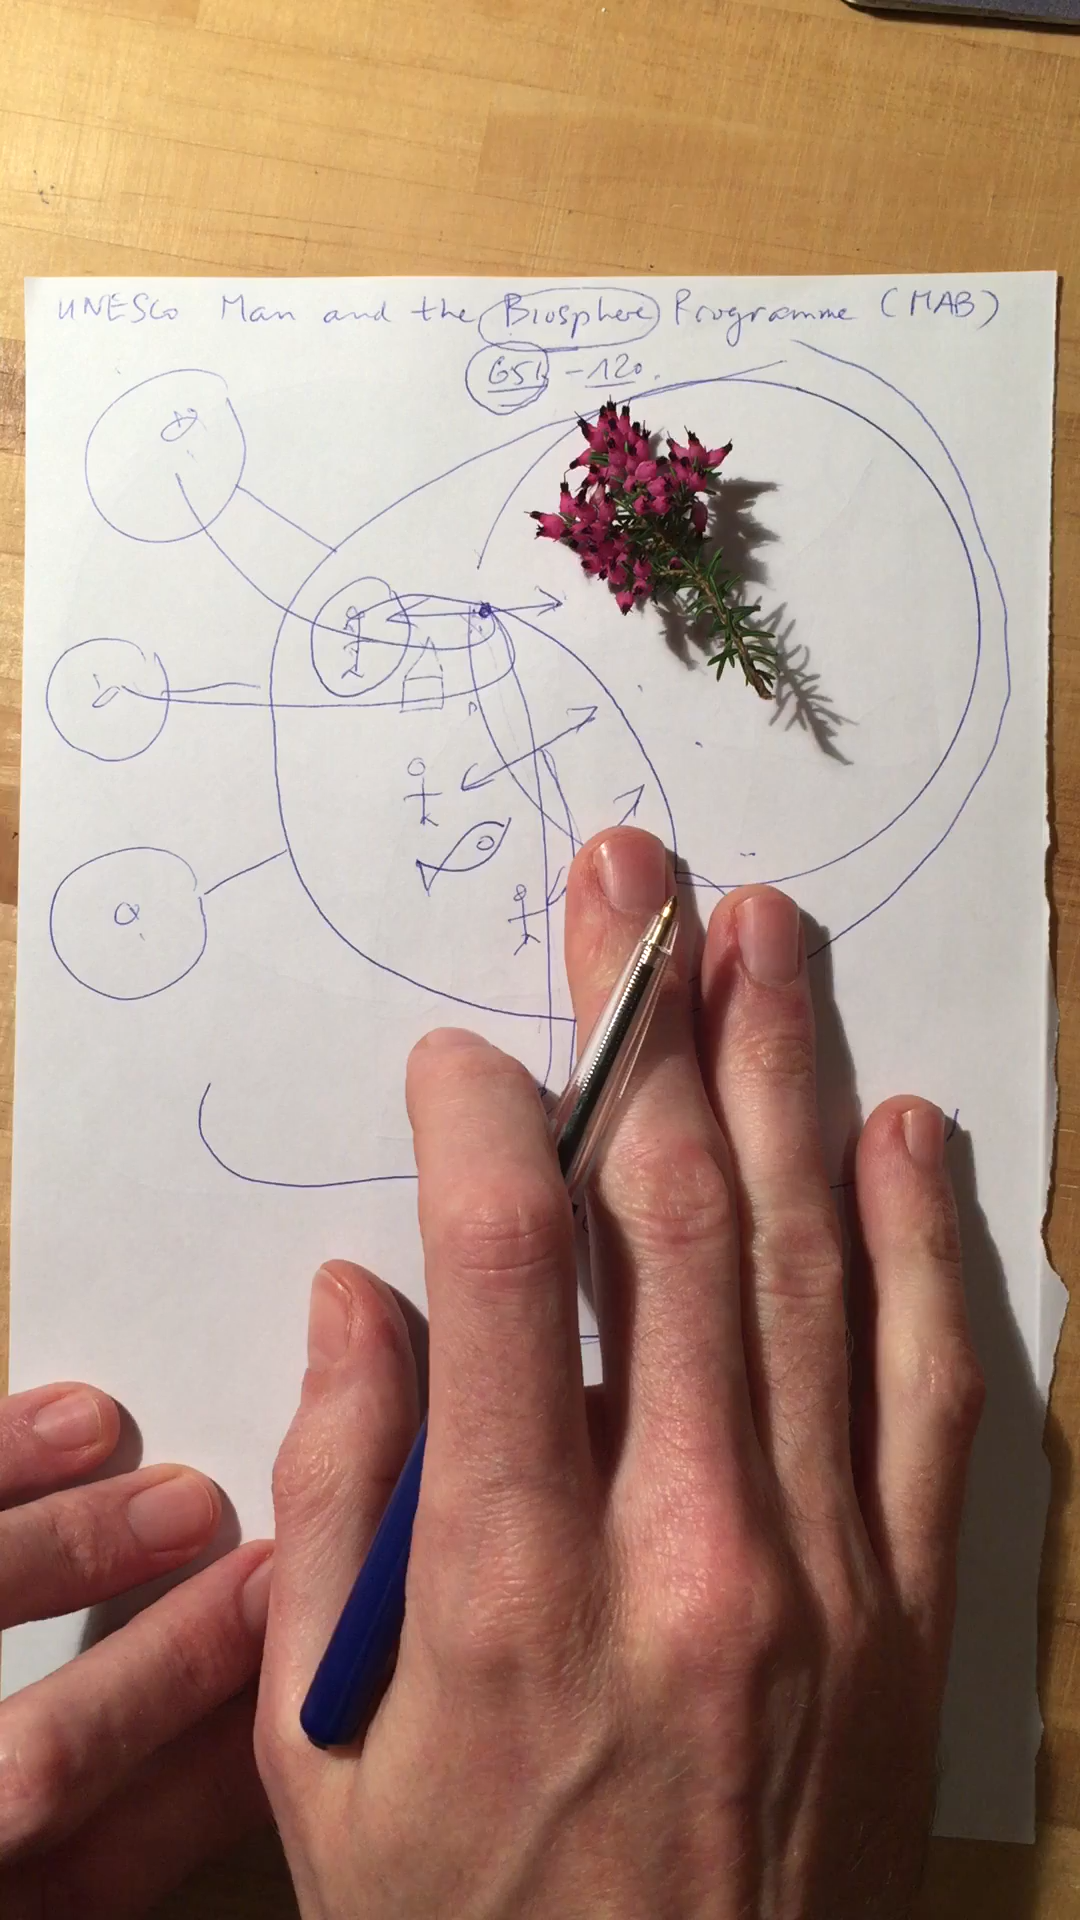 UNESCO Man and the Biosphere Programme (MAB)
651 - 120.